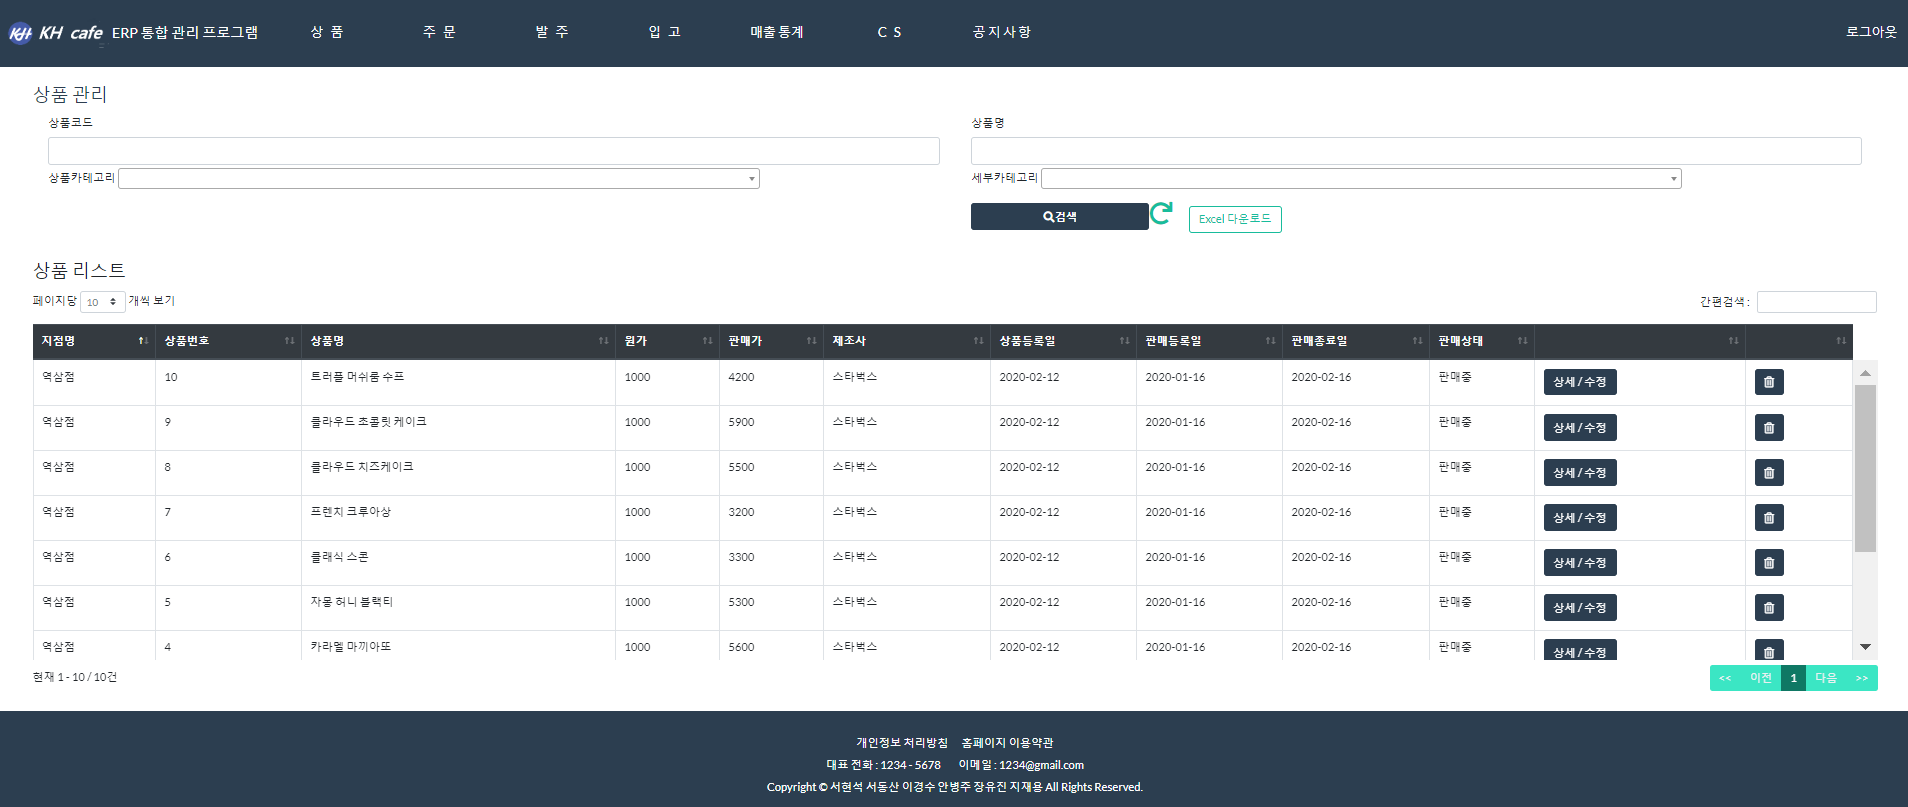 KH KH cafe ERP 통합 관리 프로그램 상 품 주 문 발 주 입 고 매출통계 C S 공지사항 로그아웃
상품 관리
상품코드 상품명
상품카테고리 세부카테고리
검색 Excel 다운로드
상품 리스트
페이지당 10 개씩 보기 간편검색 :
지점명 상품번호 상품명 원가 판매가 제조사 상품등록일 판매등록일 판매종료일 판매상태
역삼점 10 트러플 머쉬룸 수프 1000 4200 스타벅스 2020-02-12 2020-01-16 2020-02-16 판매중 상세 / 수정
역삼점 9 클라우드 초콜릿 케이크 1000 5900 스타벅스 2020-02-12 2020-01-16 2020-02-16 판매중 상세 / 수정
역삼점 8 클라우드 치즈케이크 1000 5500 스타벅스 2020-02-12 2020-01-16 2020-02-16 판매중 상세 / 수정
역삼점 7 프렌치 크루아상 1000 3200 스타벅스 2020-02-12 2020-01-16 2020-02-16 판매중 상세 / 수정
역삼점 6 클래식 스콘 1000 3300 스타벅스 2020-02-12 2020-01-16 2020-02-16 판매중 상세 / 수정
역삼점 5 자몽 허니 블랙티 1000 5300 스타벅스 2020-02-12 2020-01-16 2020-02-16 판매중 상세 / 수정
역삼점 4 카라멜 마끼아또 1000 5600 스타벅스 2020-02-12 2020-01-16 2020-02-16 판매중 상세 / 수정
현재 1 - 10 / 10건 << 이전 1 다음 >>
개인정보 처리방침 홈페이지 이용약관
대표 전화 : 1234 - 5678 이메일 : 1234@gmail.com
Copyright © 서현석 서동산 이경수 안병주 장유진 지재용 All Rights Reserved.